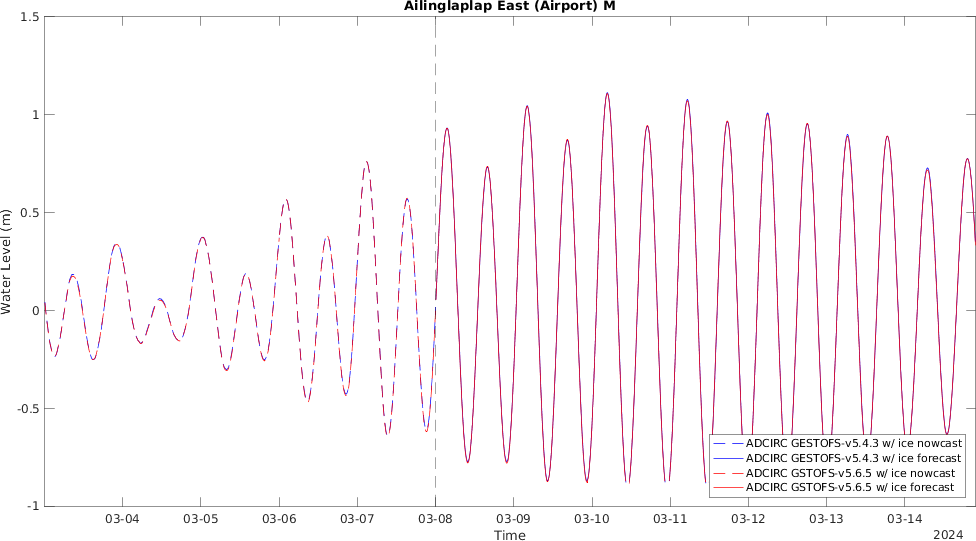 Ailinglaplap East (Airport) M
1.5
1
0.5
0
-0.5
-1
Water Level (m)
ADCIRC GESTOFS-v5.4.3 w/ ice nowcast
ADCIRC GESTOFS-v5.4.3 w/ ice forecast
ADCIRC GSTOFS-v5.6.5 w/ ice nowcast
ADCIRC GSTOFS-v5.6.5 w/ ice forecast
03-04 03-05 03-06 03-07 03-08 03-09 03-10 03-11 03-12 03-13 03-14
Time
2024